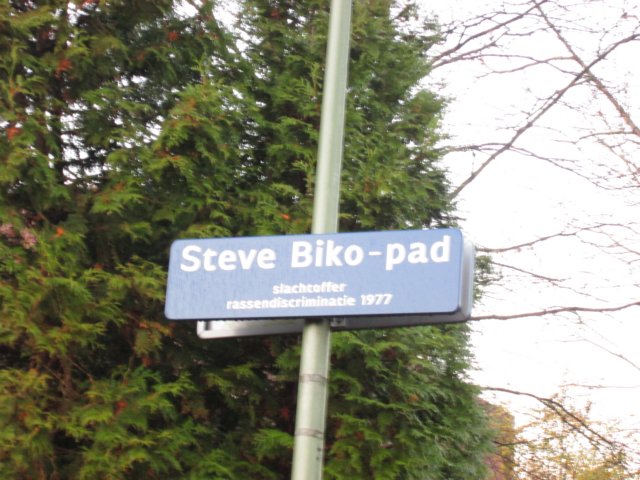 Steve Biko-pad
slachtoffer
rassendiscriminatie 1977